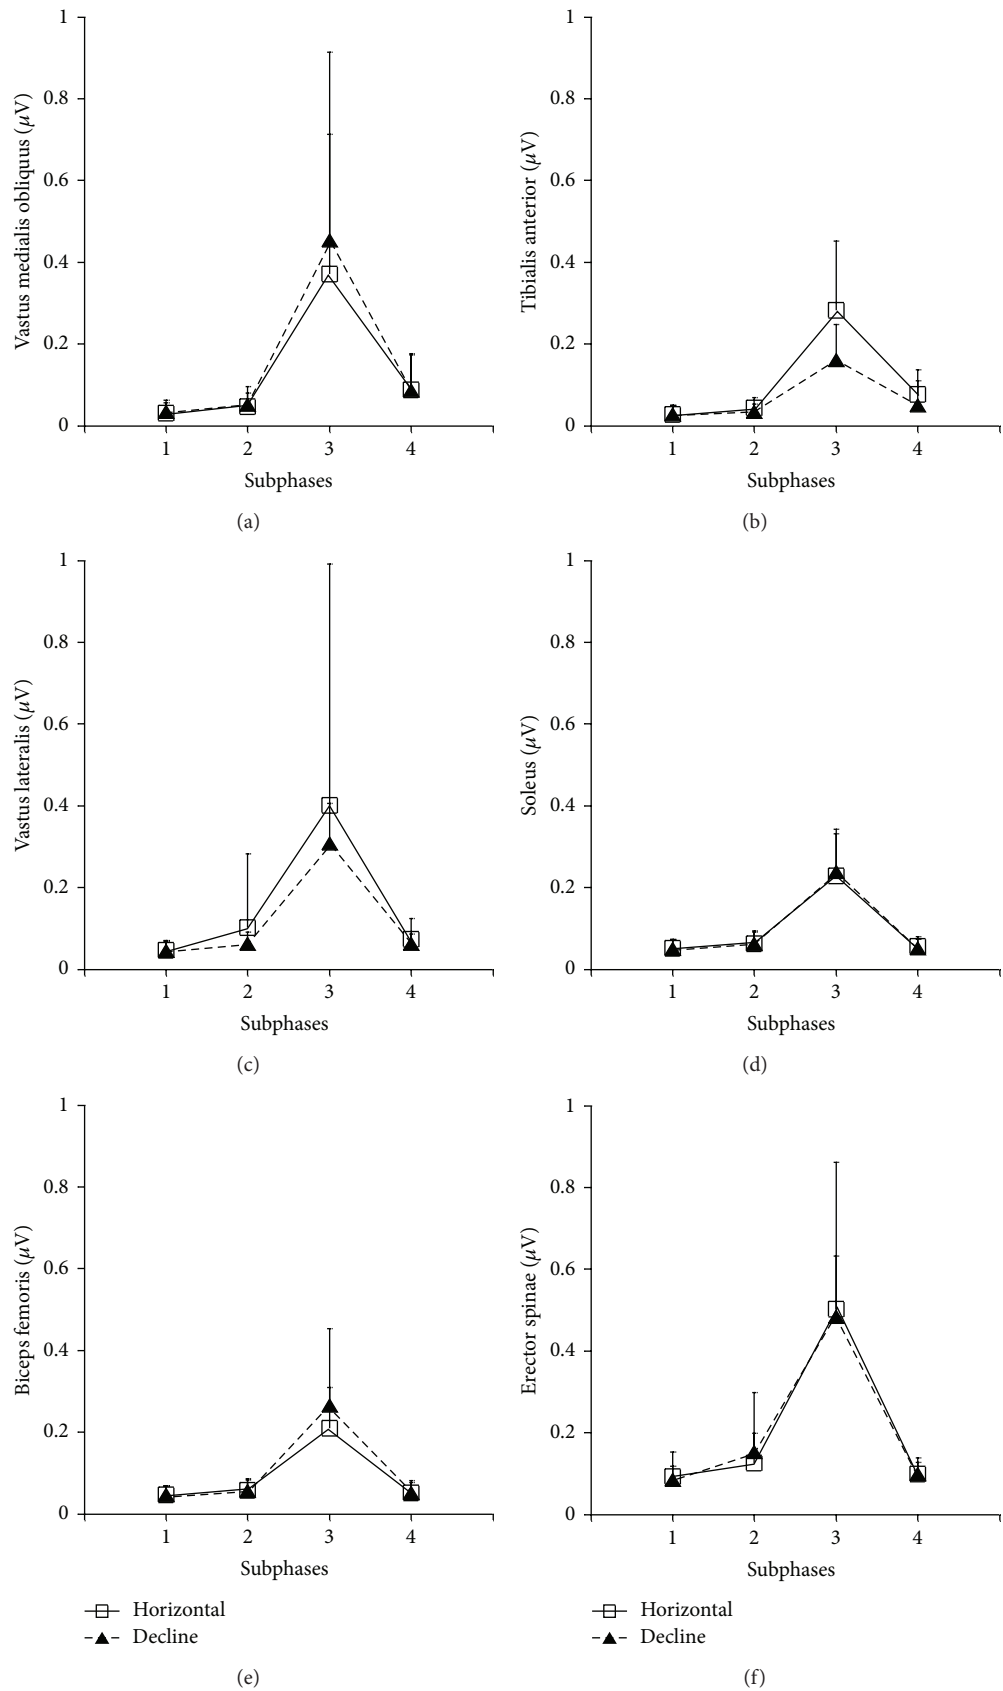 1
0.8
0.6
0.4
0.2
0
Vastus medialis obliquus (μV)
1 2 3 4
Subphases
(a)
1
0.8
0.6
0.4
0.2
0
Tibialis anterior (μV)
1 2 3 4
Subphases
(b)
1
0.8
0.6
0.4
0.2
0
Vastus lateralis (μV)
1 2 3 4
Subphases
(c)
1
0.8
0.6
0.4
0.2
0
Soleus (μV)
1 2 3 4
Subphases
(d)
1
0.8
0.6
0.4
0.2
0
Biceps femoris (μV)
1 2 3 4
Subphases
Horizontal
Decline
(e)
1
0.8
0.6
0.4
0.2
0
Erector spinae (μV)
1 2 3 4
Subphases
Horizontal
Decline
(f)